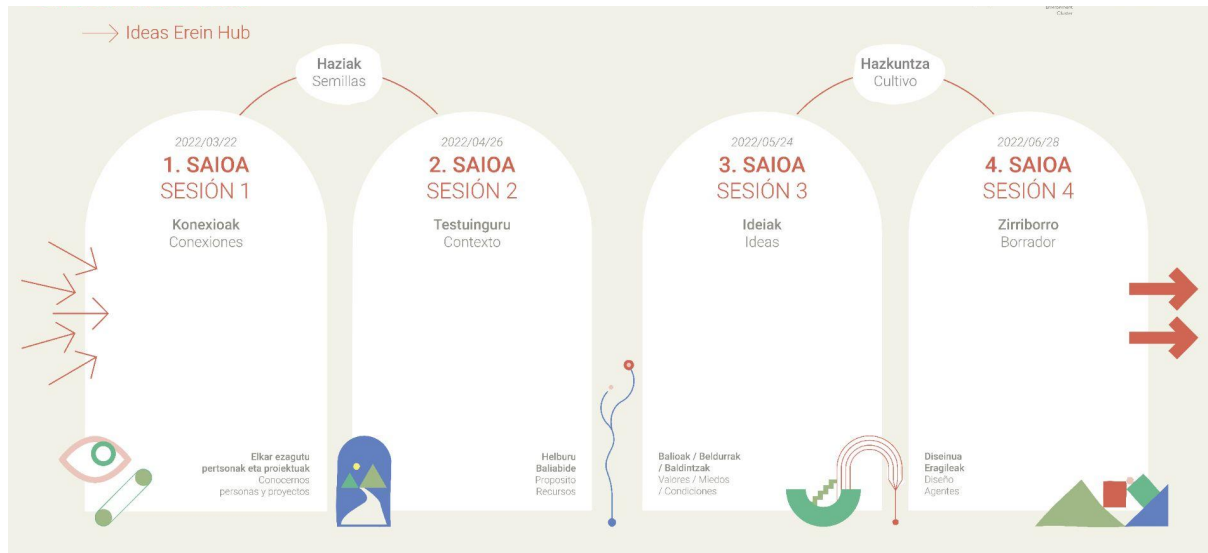 Ideas Erein Hub
Cluster
Haziak
Semillas
Hazkuntza
Cultivo
2022/03/22
1. SAIOA
SESIÓN 1
Konexioak
Conexiones
Elkar ezagutu
pertsonak eta proiektuak
Conocernos
personas y proyectos
2022/04/26
2. SAIOA
SESIÓN 2
Testuinguru
Contexto
Helburu
Baliabide
Proposito
Recursos
2022/05/24
3. SAIOA
SESIÓN 3
Ideiak
Ideas
Balioak / Beldurrak
/ Baldintzak
Valores / Miedos
/ Condiciones
2022/06/28
4. SAIOA
SESIÓN 4
Zirriborro
Borrador
Diseinua
Eragileak
Diseño
Agentes